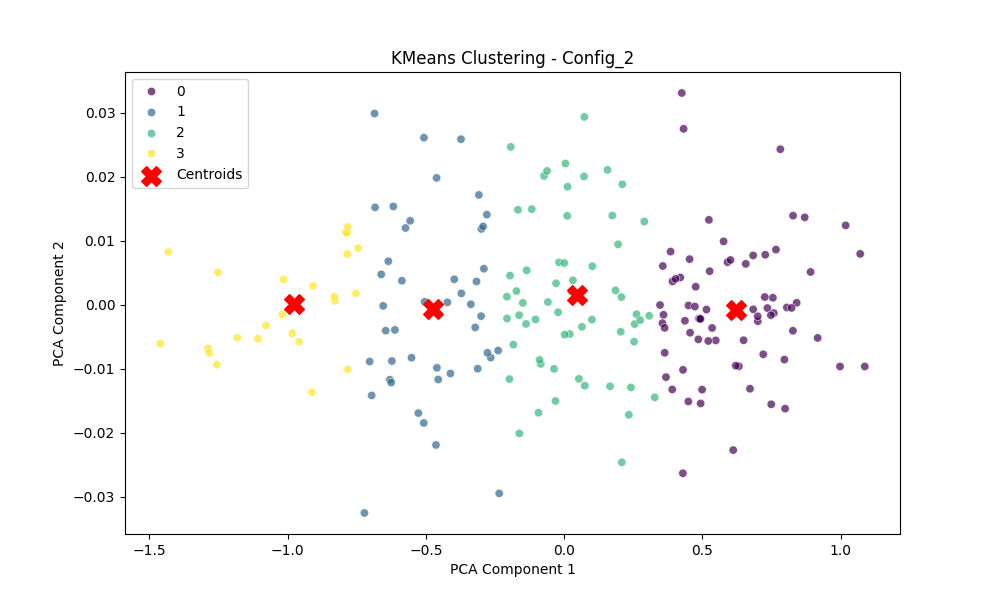 KMeans Clustering - Config_2
0
1
2
3
Centroids
PCA Component 2
0.03
0.02
0.01
0.00
−0.01
−0.02
−0.03
−1.5 −1.0 −0.5 0.0 0.5 1.0
PCA Component 1